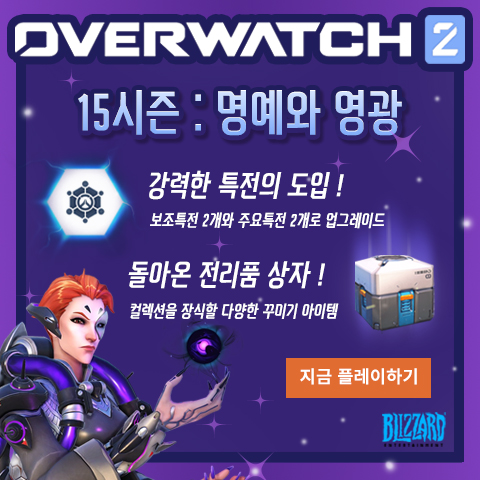 OVERWATCH 2
15시즌 : 명예와 영광
강력한 특전의 도입 !
보조특전 2개와 주요특전 2개로 업그레이드
돌아온 전리품 상자 !
컬렉션을 장식할 다양한 꾸미기 아이템
지금 플레이하기
BLIZZARD
ENTERTAINMENT